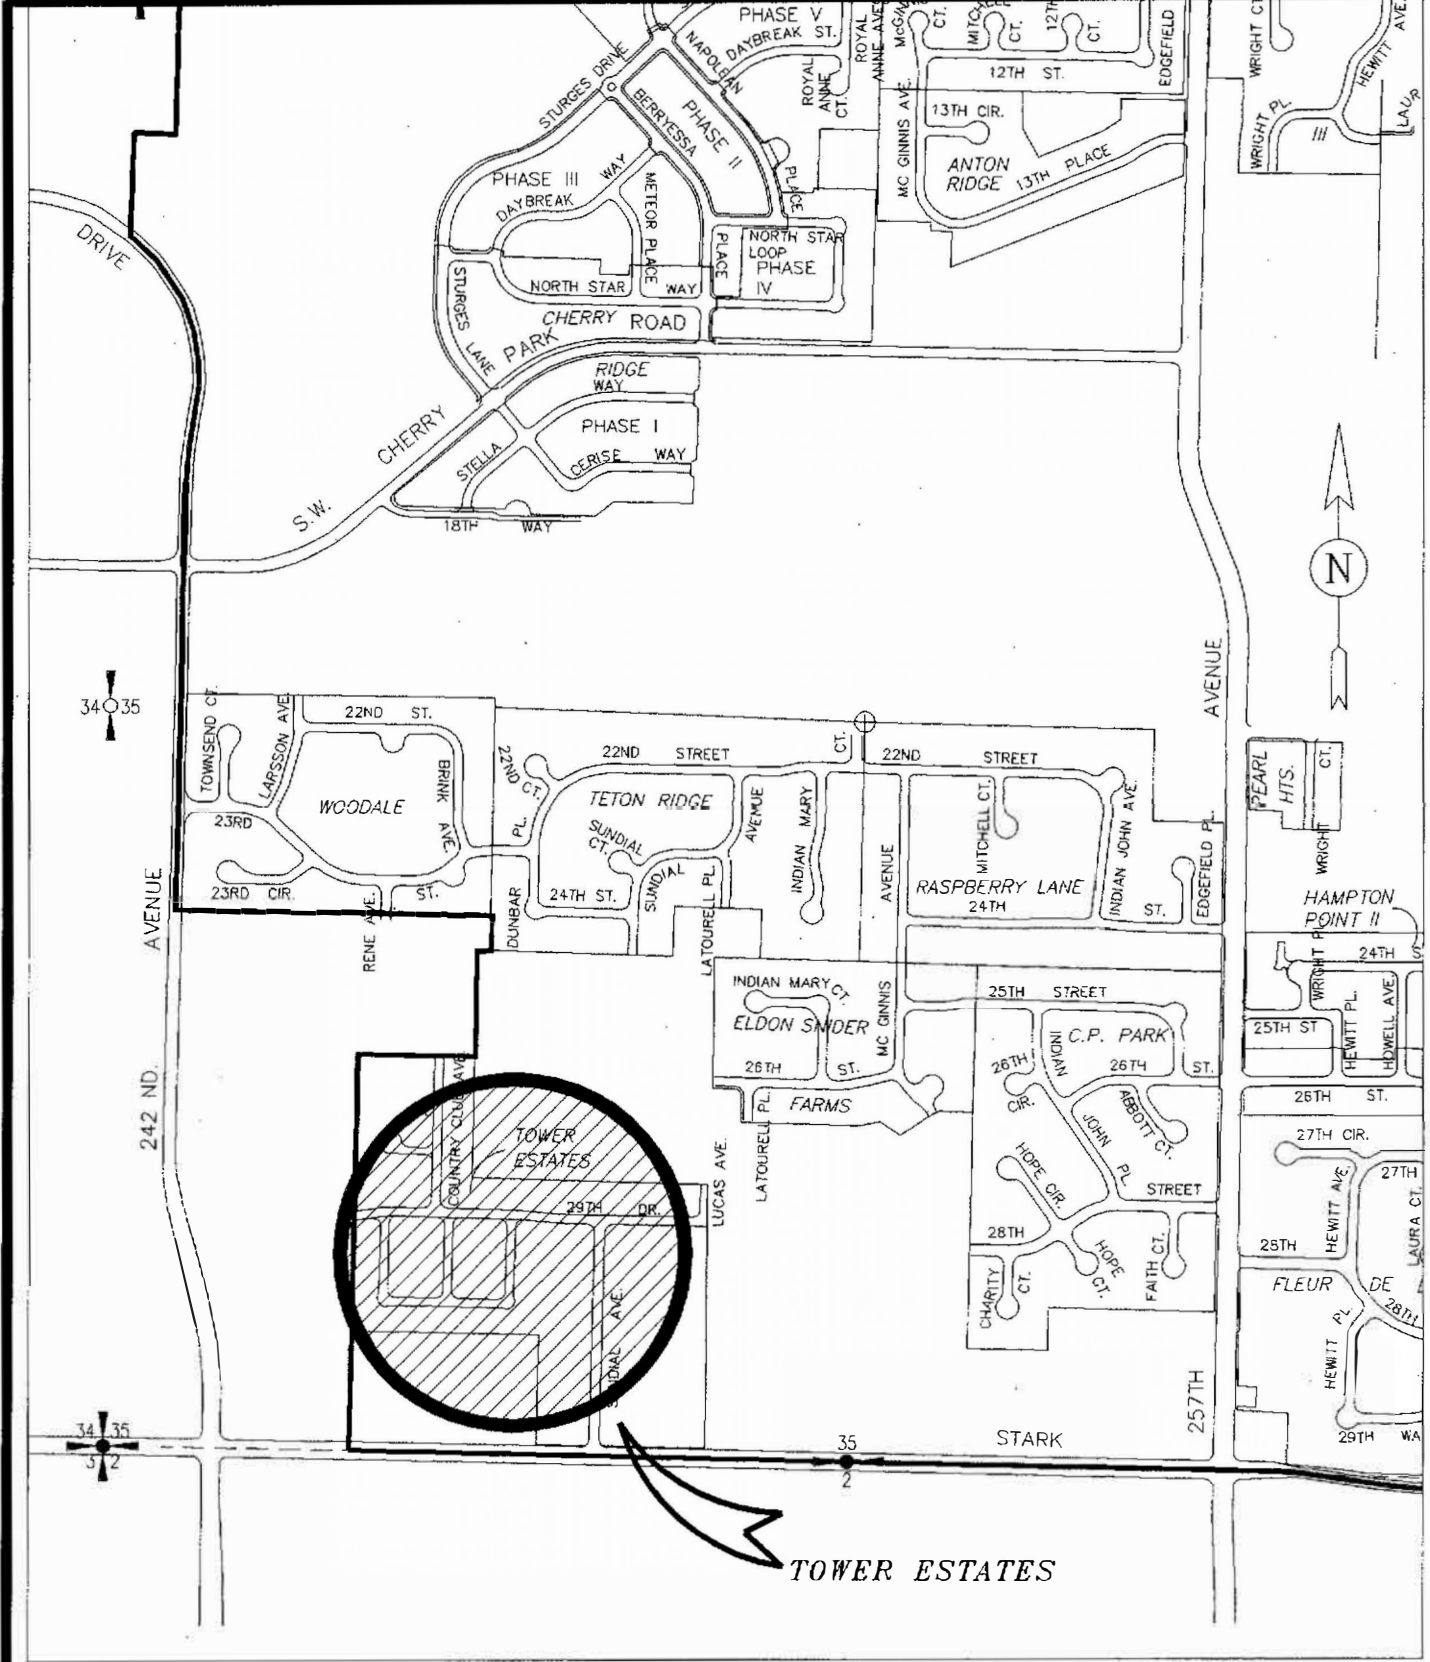 PHASE V
DAYBREAK ST.
NAPOLEAN
ROYAL
ANNE AVE
MITCHELL
CT.
CT.
12TH
CT.
EDGEFIELD
WRIGHT CT
HEWITT AVE.
STURGES DRIVE
BERRYESSA
PHASE II
ROYAL
ANNE
CT.
12TH ST.
MC GINNIS AVE.
13TH CIR.
ANTON
RIDGE
13TH PLACE
WRIGHT PL.
III
LAUR
PHASE III
DAYBREAK WAY
METEOR PLACE
PLACE
DRIVE
PLACE
NORTH STAR
LOOP
PHASE
IV
STURGES LANE
NORTH STAR WAY
CHERRY ROAD
PARK
RIDGE
WAY
PHASE I
CHERRY
STELLA
CERISE WAY
S.W.
18TH WAY
N
AVENUE
34 35
TOWNSEND CT.
LARSSON AVE.
22ND ST.
BRINK AVE
WOODALE
23RD
23RD CIR.
RENE AVE.
ST.
22ND CT.
PL.
DUNBAR
22ND STREET
TETON RIDGE
SUNDIAL
CT.
SUNDIAL
24TH ST.
AVENUE
LATOURELL PL.
INDIAN MARY
CT.
22ND STREET
AVENUE
MITCHELL CT.
INDIAN JOHN AVE.
RASPBERRY LANE
24TH ST.
EDGEFIELD PL.
PEARL
HTS.
CT.
WRIGHT
HAMPTON
POINT II
24TH S
WRIGHT PL
AVENUE
242 ND.
INDIAN MARY CT.
ELDON SNIDER
26TH ST.
FARMS
MC GINNIS
LATOURELL PL.
LUCAS AVE.
25TH STREET
C.P. PARK
INDIAN
26TH
CIR.
26TH ST.
ABBOTT CT.
JOHN PL
HOPE CIR.
STREET
28TH
HOPE
CT.
CHARITY CT.
FAITH CT.
25TH ST
HEWITT PL.
HOWELL AVE.
26TH ST.
27TH CIR.
27TH
HEWITT AVE.
LAURA CT.
28TH
FLEUR DE
28TH
HEWITT PL
29TH WA
COUNTRY CLUB AVE.
TOWER
ESTATES
29TH DR.
SUNDIAL AVE.
257TH
34 35
3 2
35
2
STARK
TOWER ESTATES